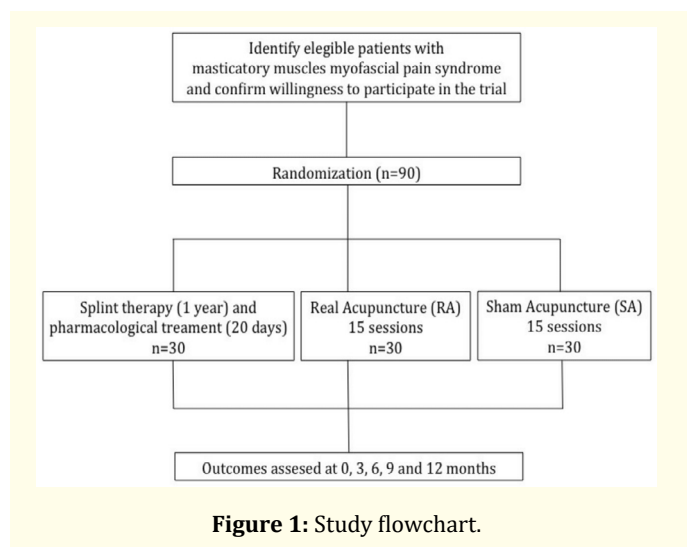 Identify elegible patients with
masticatory muscles myofascial pain syndrome
and confirm willingness to participate in the trial
Randomization (n=90)
Splint therapy (1 year) and
pharmacological treament (20 days)
n=30
Real Acupuncture (RA)
15 sessions
n=30
Sham Acupuncture (SA)
15 sessions
n=30
Outcomes assesed at 0, 3, 6, 9 and 12 months
Figure 1: Study flowchart.